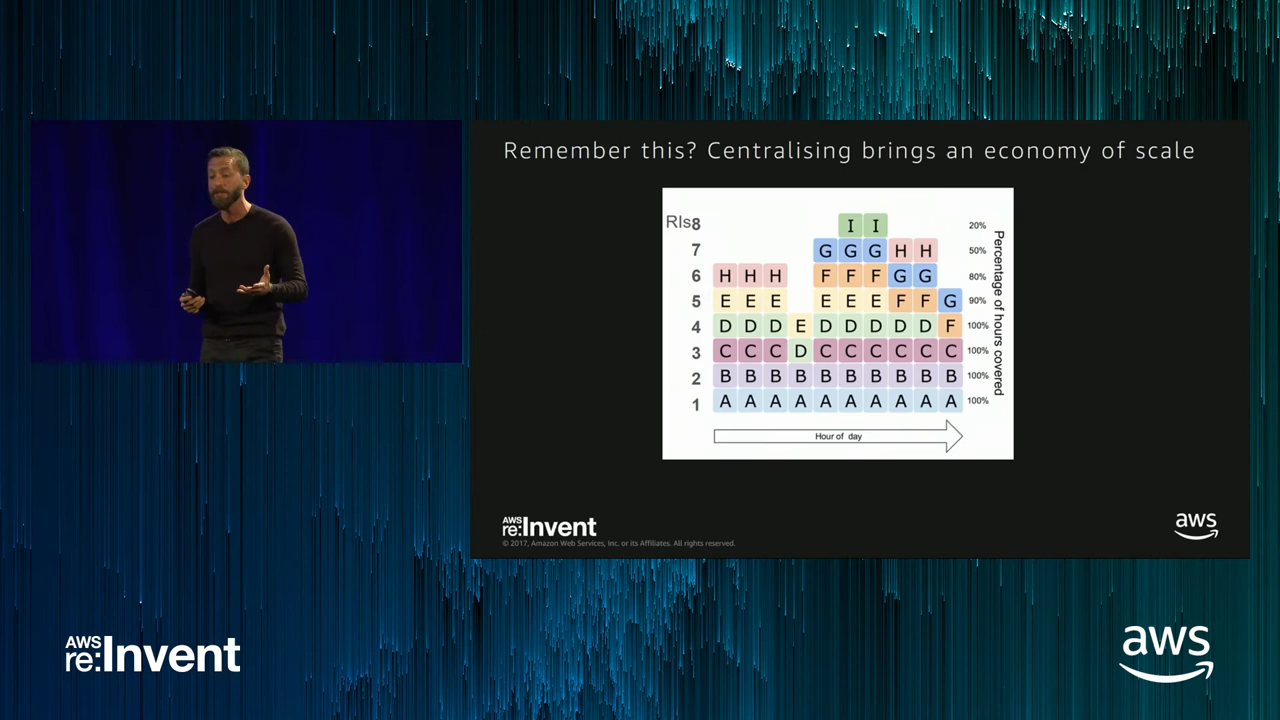 Remember this? Centralising brings an economy of scale
RIs8 I I 20%
7 G G G H H 50%
6 H H H F F F G G 80%
5 E E E E E E F F G 90%
4 D D D E D D D D D F 100%
3 C C C D C C C C C C 100%
2 B B B B B B B B B B 100%
1 A A A A A A A A A A 100%
Percentage of hours covered
Hour of day
AWS
re:Invent
© 2017, Amazon Web Services, Inc. or its Affiliates. All rights reserved.
aws
AWS
re:Invent
aws